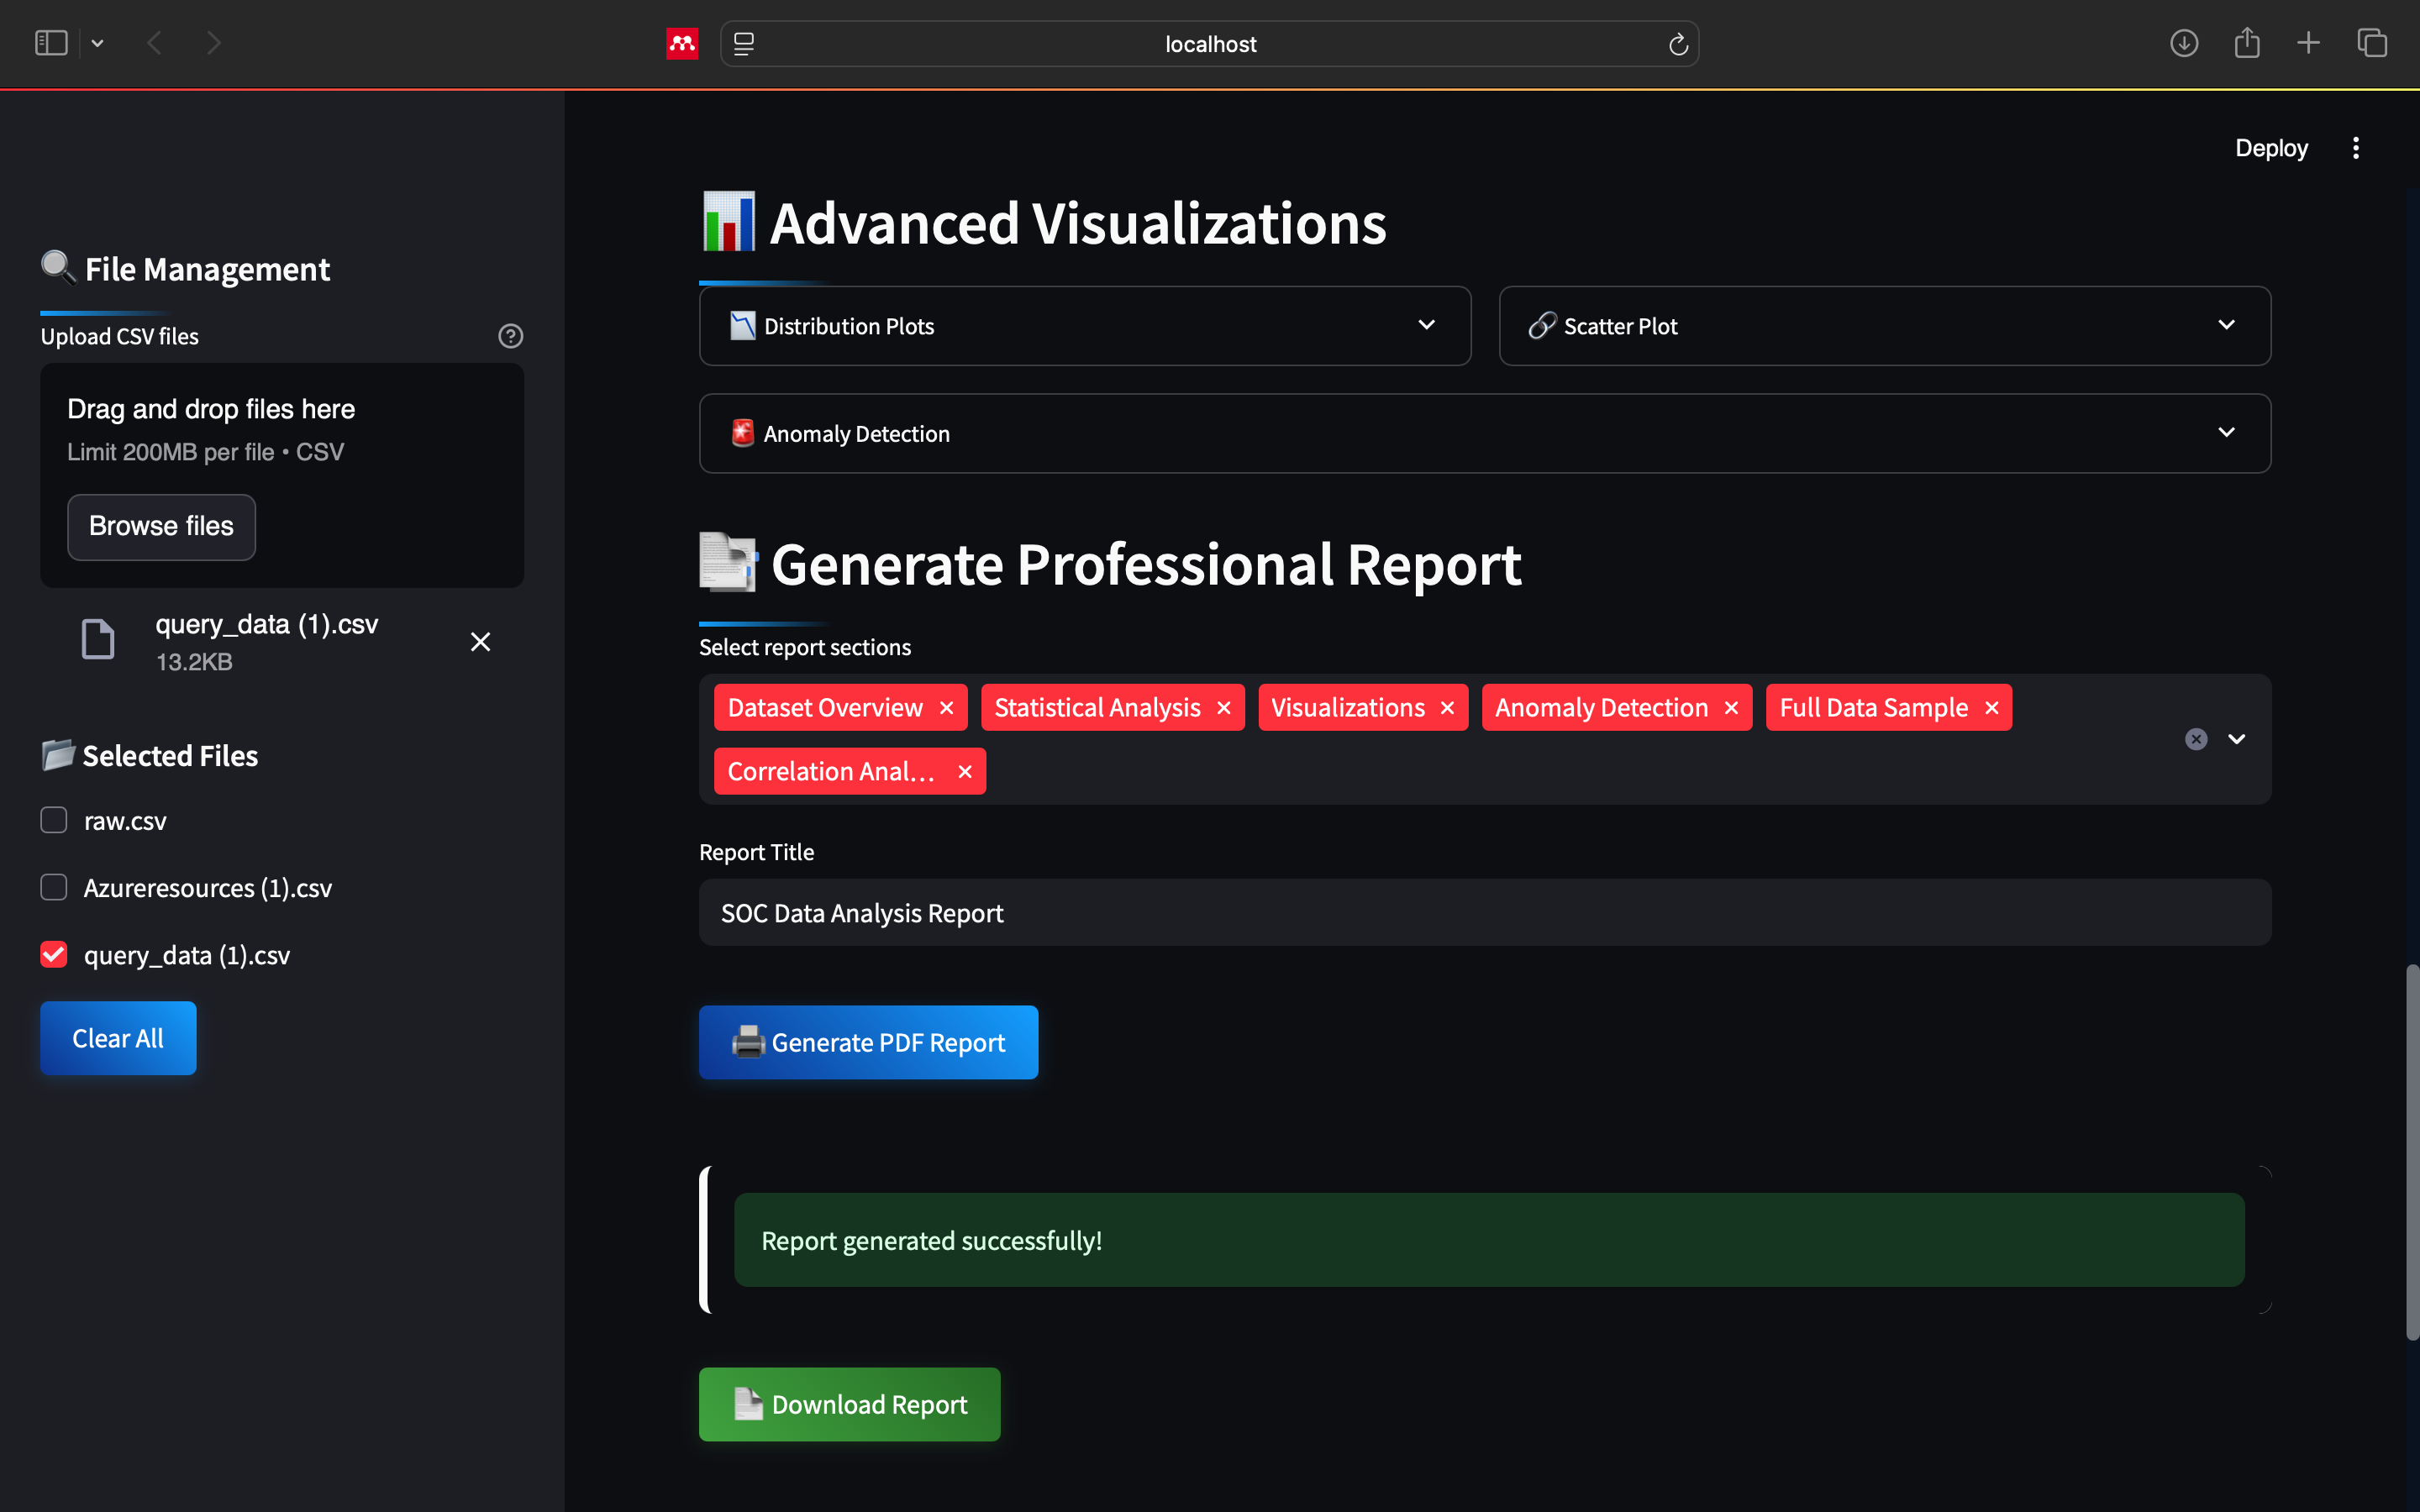 localhost
Deploy
File Management
Upload CSV files
Drag and drop files here
Limit 200MB per file • CSV
Browse files
query_data (1).csv
13.2KB
Selected Files
raw.csv
Azureresources (1).csv
query_data (1).csv
Clear All
Advanced Visualizations
Distribution Plots
Scatter Plot
Anomaly Detection
Generate Professional Report
Select report sections
Dataset Overview Statistical Analysis Visualizations Anomaly Detection Full Data Sample
Correlation Anal...
Report Title
SOC Data Analysis Report
Generate PDF Report
Report generated successfully!
Download Report